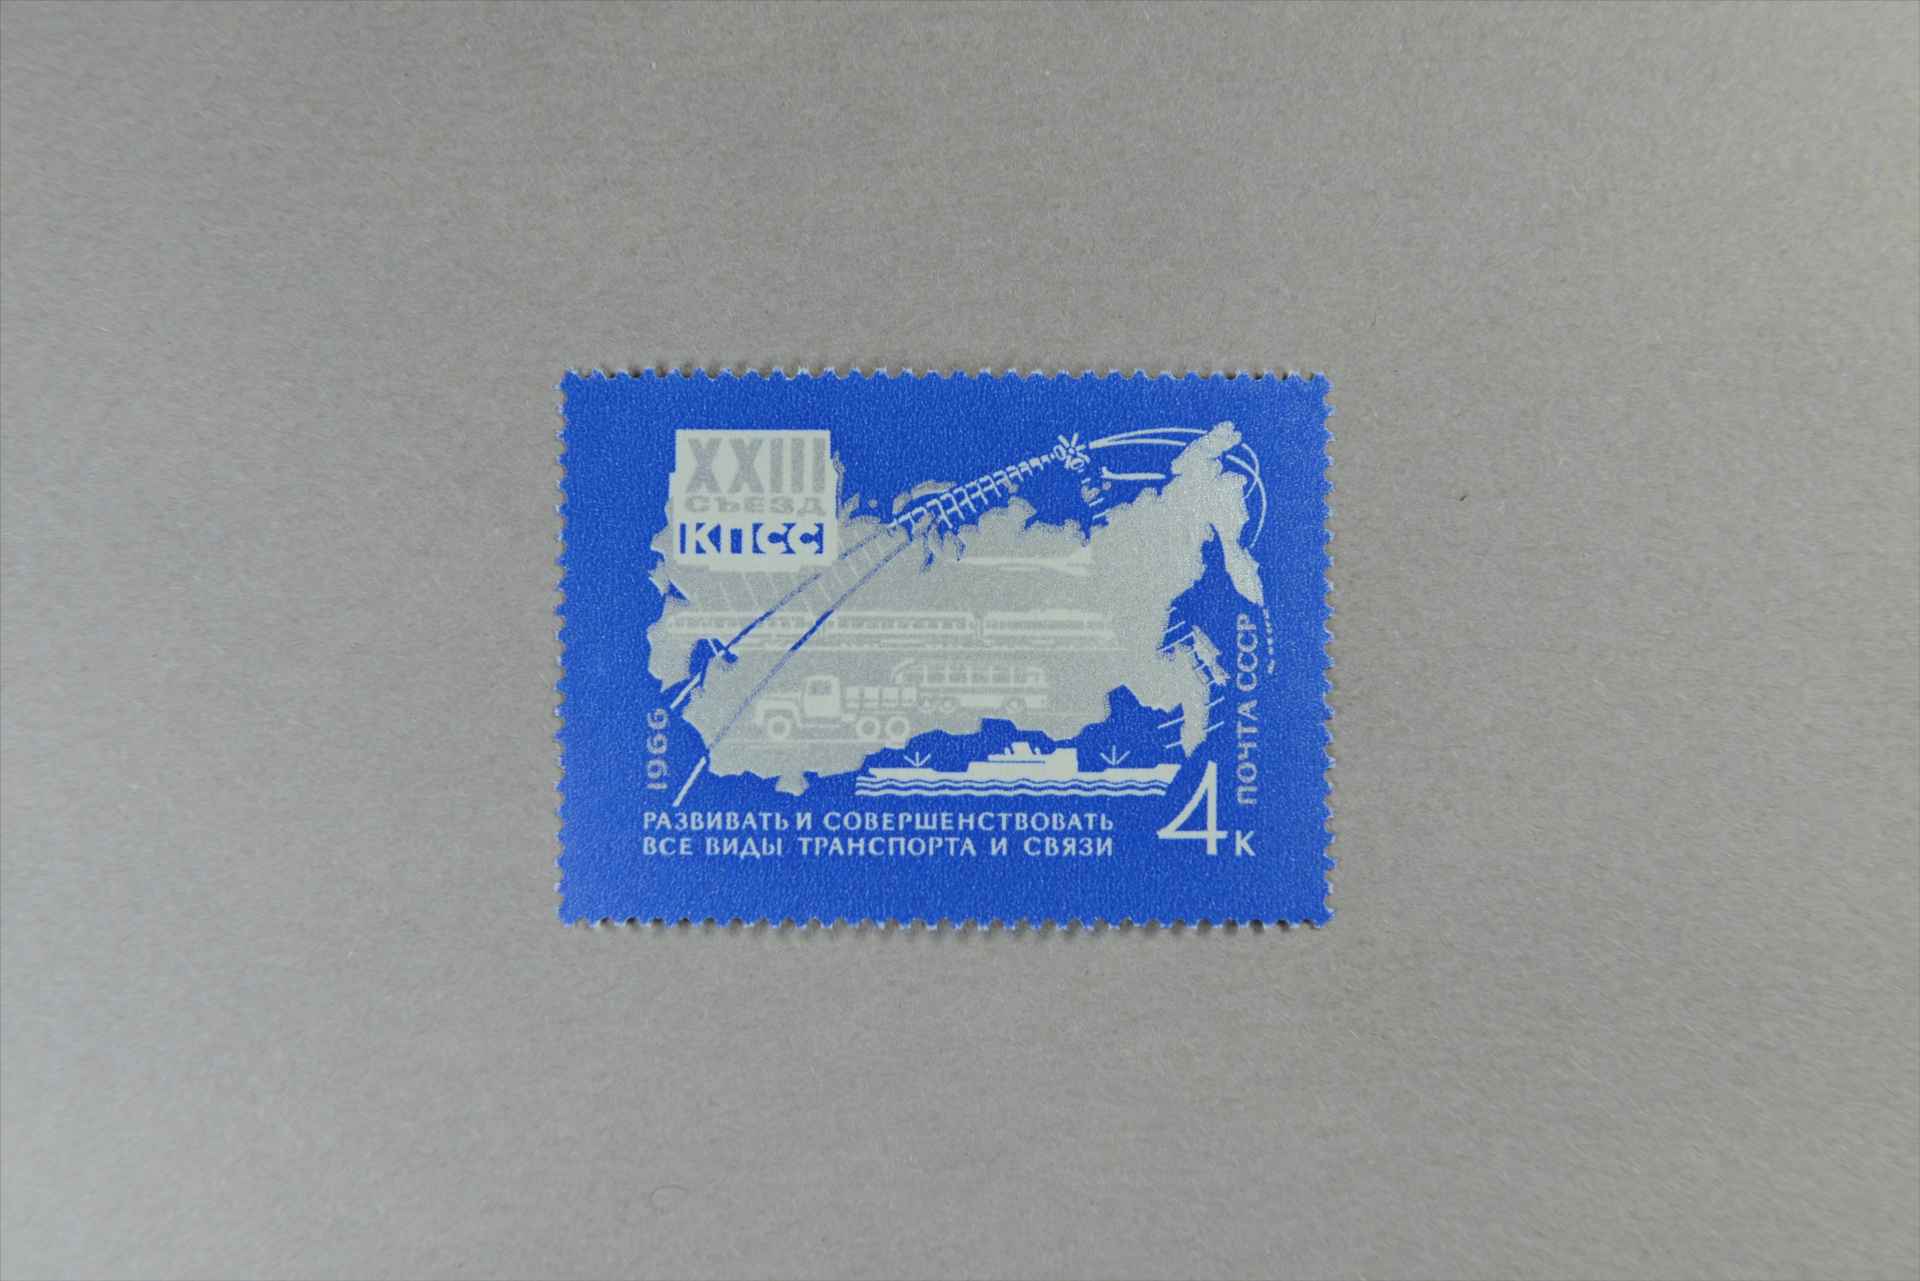 XXIII
СЪЕЗД
КПСС
1966
ПОЧТА СССР
РАЗВИВАТЬ И СОВЕРШЕНСТВОВАТЬ
ВСЕ ВИДЫ ТРАНСПОРТА И СВЯЗИ
4к